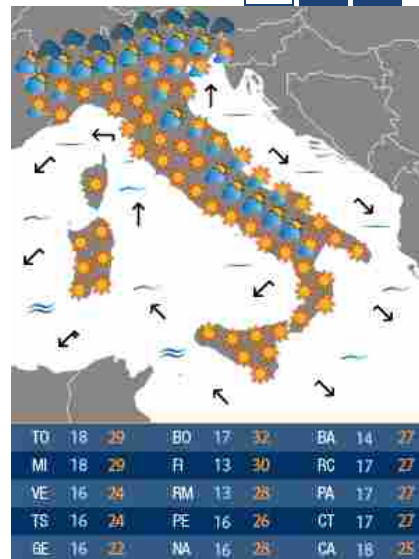 TO 18 29 BO 17 32 BA 14 27
MI 18 29 FI 13 30 RC 17 27
VE 16 24 RM 13 28 PA 17 27
TS 16 24 PE 16 26 CT 17 27
GE 16 22 NA 16 28 CA 18 25